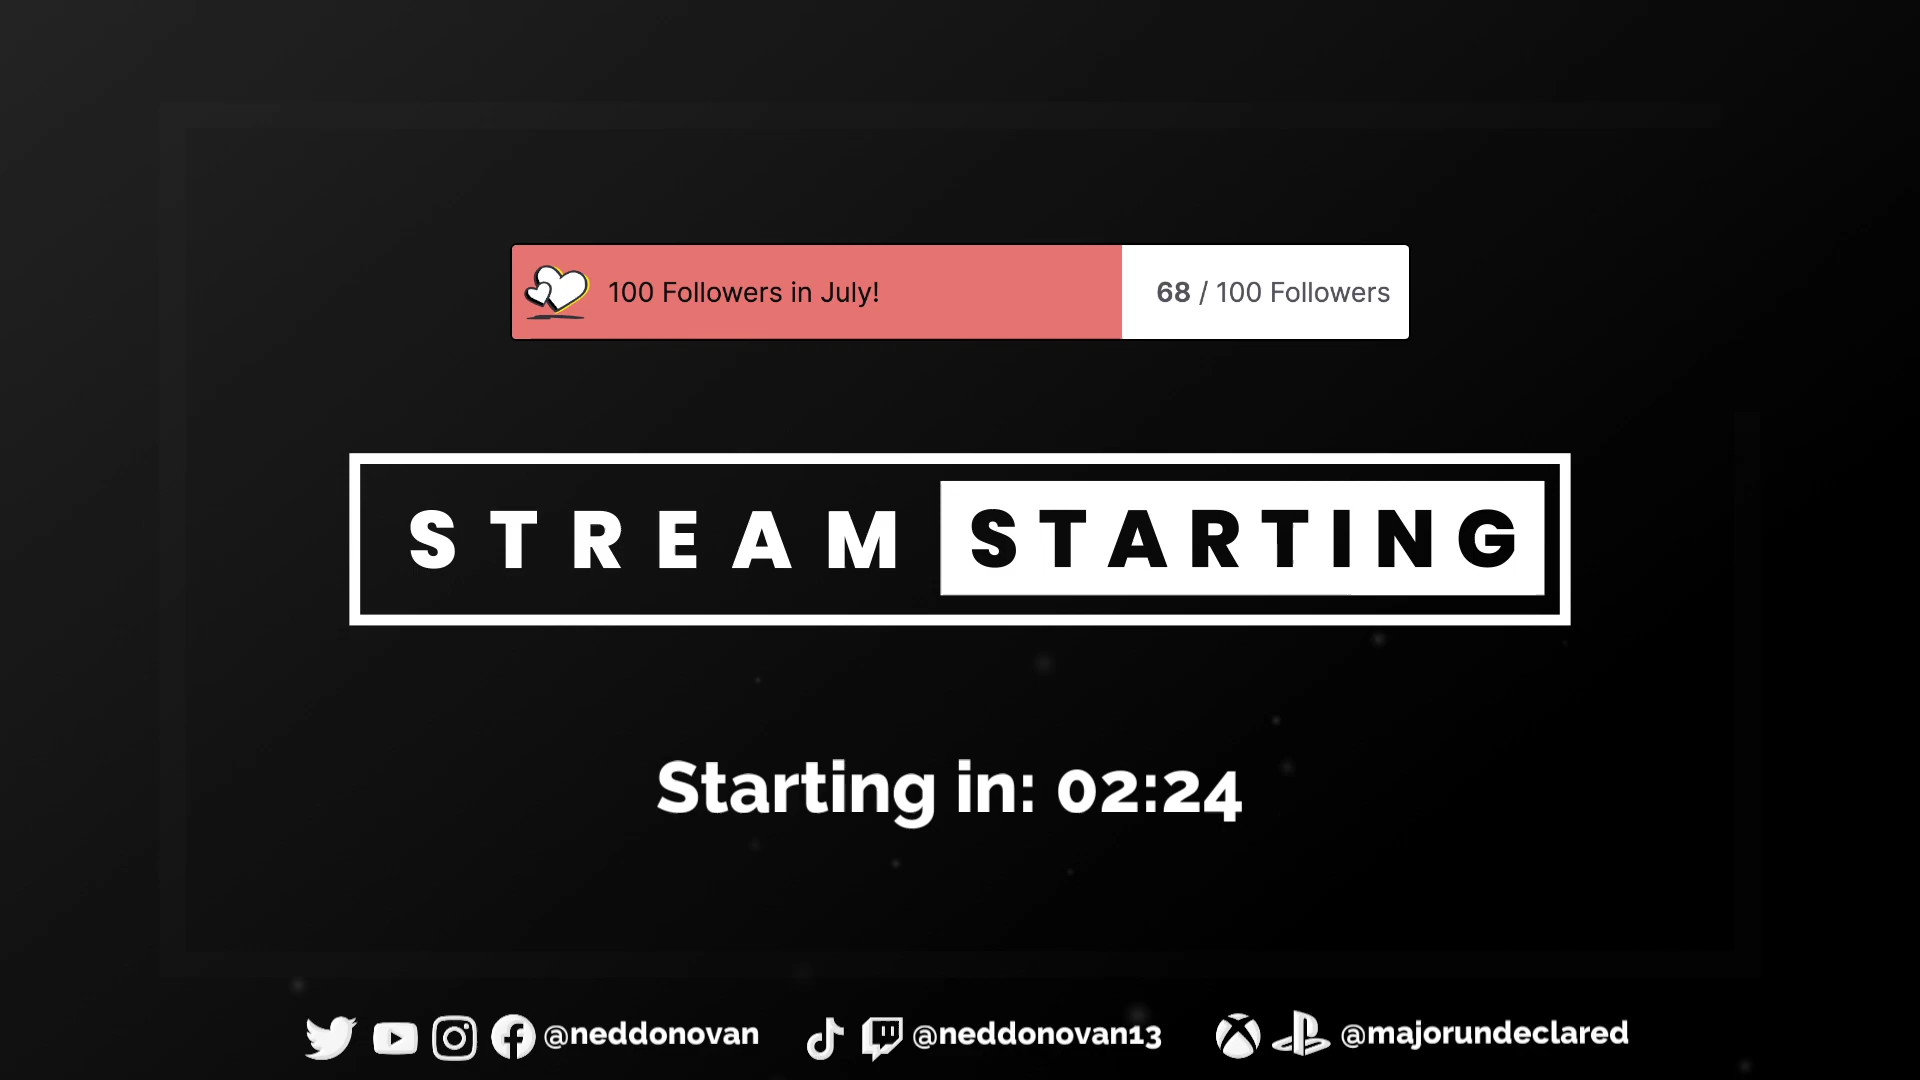 100 Followers in July! 68 / 100 Followers
STREAM STARTING
Starting in: 02:24
@neddonovan @neddonovan13 @majorundeclared